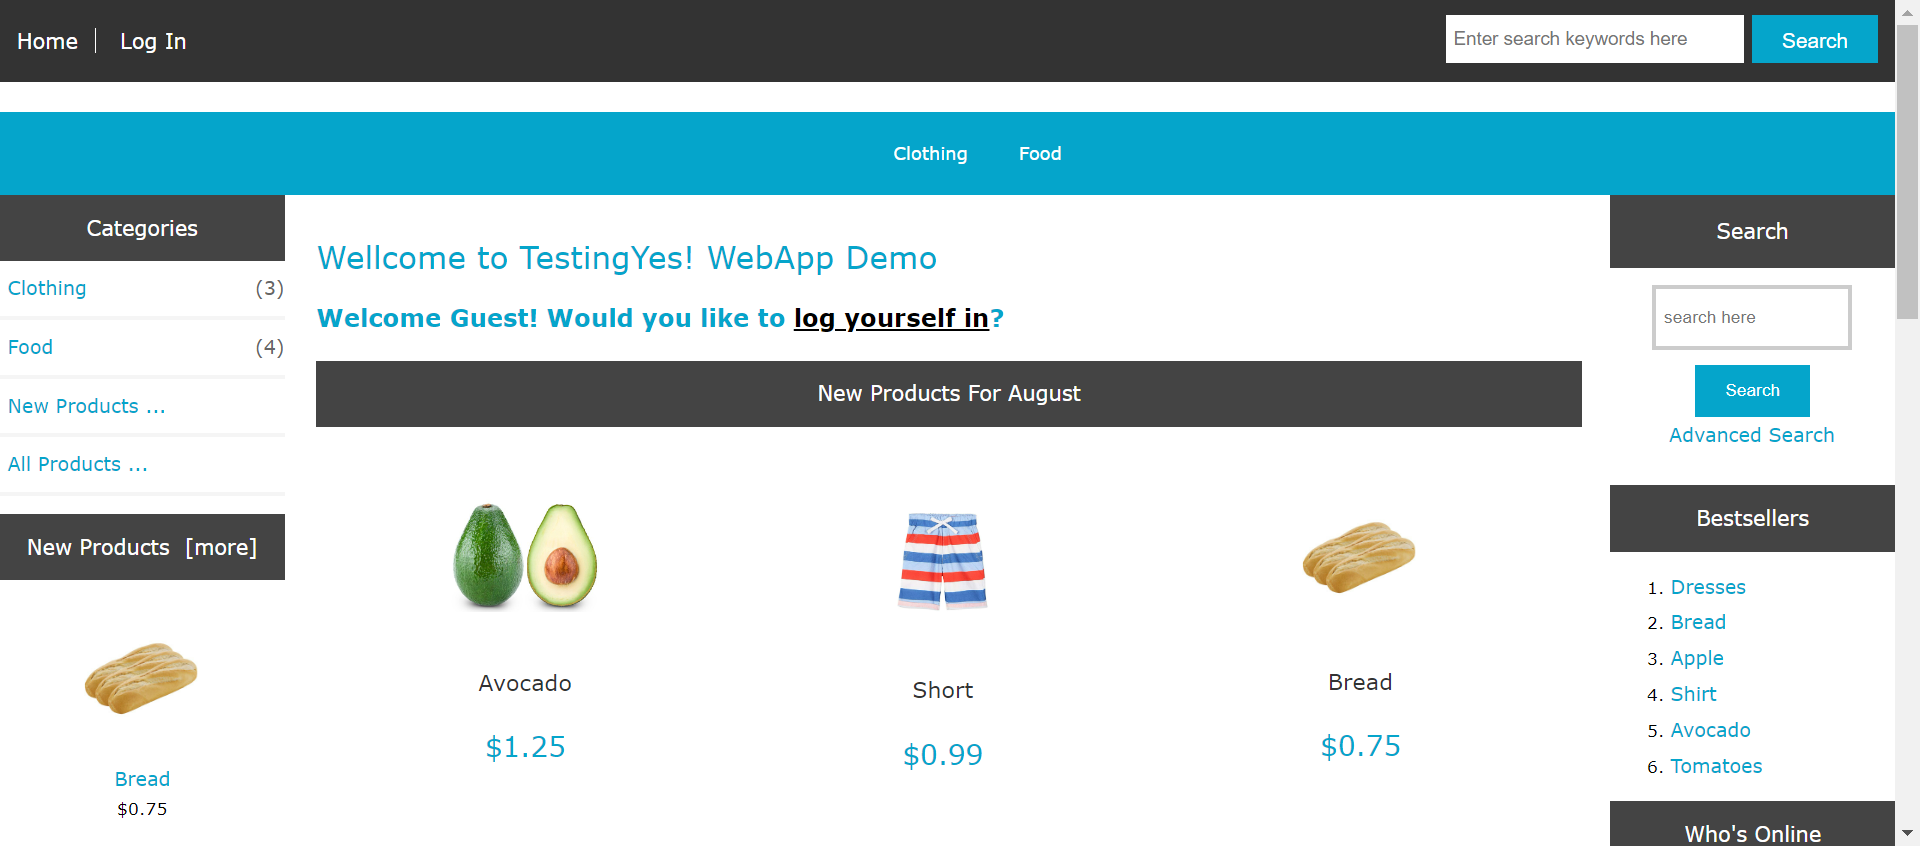 Home
Log In
Enter search keywords here
Search
Clothing
Food
Categories
Clothing (3)
Food (4)
New Products ...
All Products ...
New Products [more]
Bread
$0.75
Wellcome to TestingYes! WebApp Demo
Welcome Guest! Would you like to log yourself in?
New Products For August
Avocado
$1.25
Short
$0.99
Bread
$0.75
Search
search here
Search
Advanced Search
Bestsellers
1. Dresses
2. Bread
3. Apple
4. Shirt
5. Avocado
6. Tomatoes
Who's Online